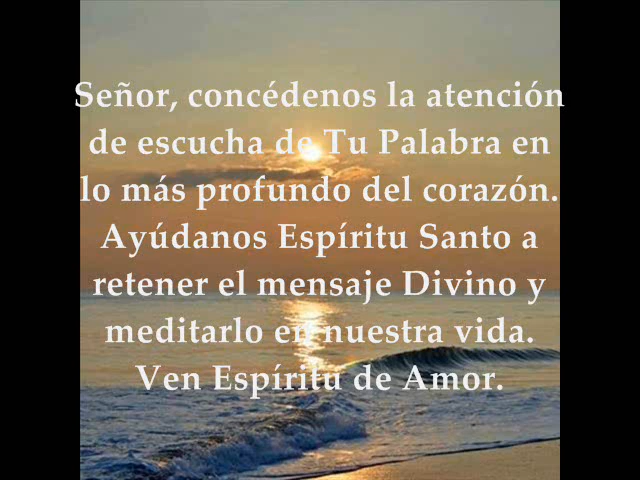 Señor, concédenos la atención
de escucha de Tu Palabra en
lo más profundo del corazón.
Ayúdanos Espíritu Santo a
retener el mensaje Divino y
meditarlo en nuestra vida.
Ven Espíritu de Amor.